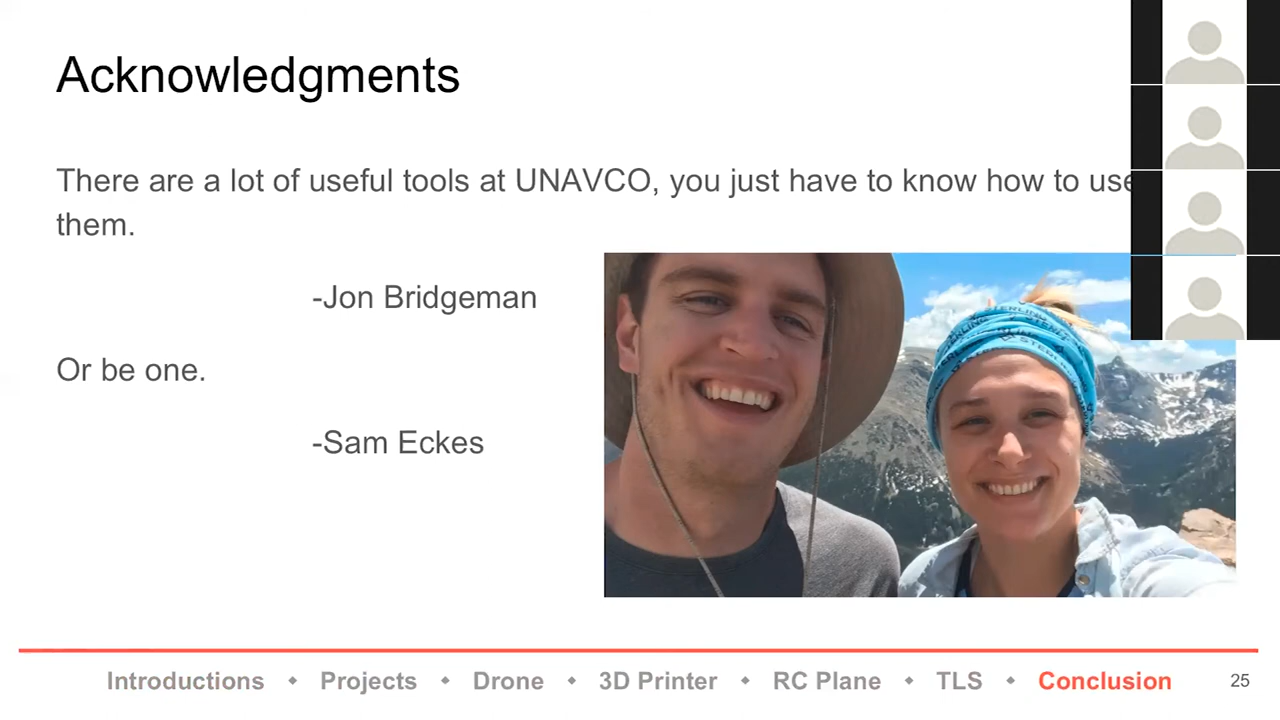 Acknowledgments
There are a lot of useful tools at UNAVCO, you just have to know how to use
them.
-Jon Bridgeman
Or be one.
-Sam Eckes
Introductions ◆ Projects ◆ Drone ◆ 3D Printer ◆ RC Plane ◆ TLS ◆ Conclusion 25